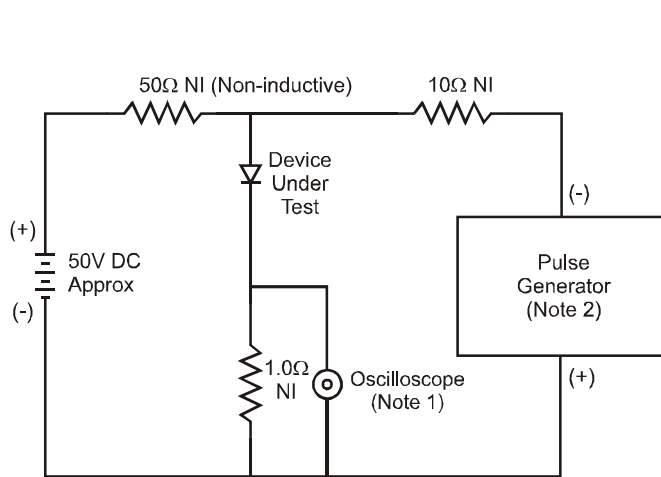 50Ω NI (Non-inductive)
10Ω NI
Device
Under
Test
(+)
50V DC
Approx
(-)
(-)
Pulse
Generator
(Note 2)
(+)
1.0Ω
NI
Oscilloscope
(Note 1)